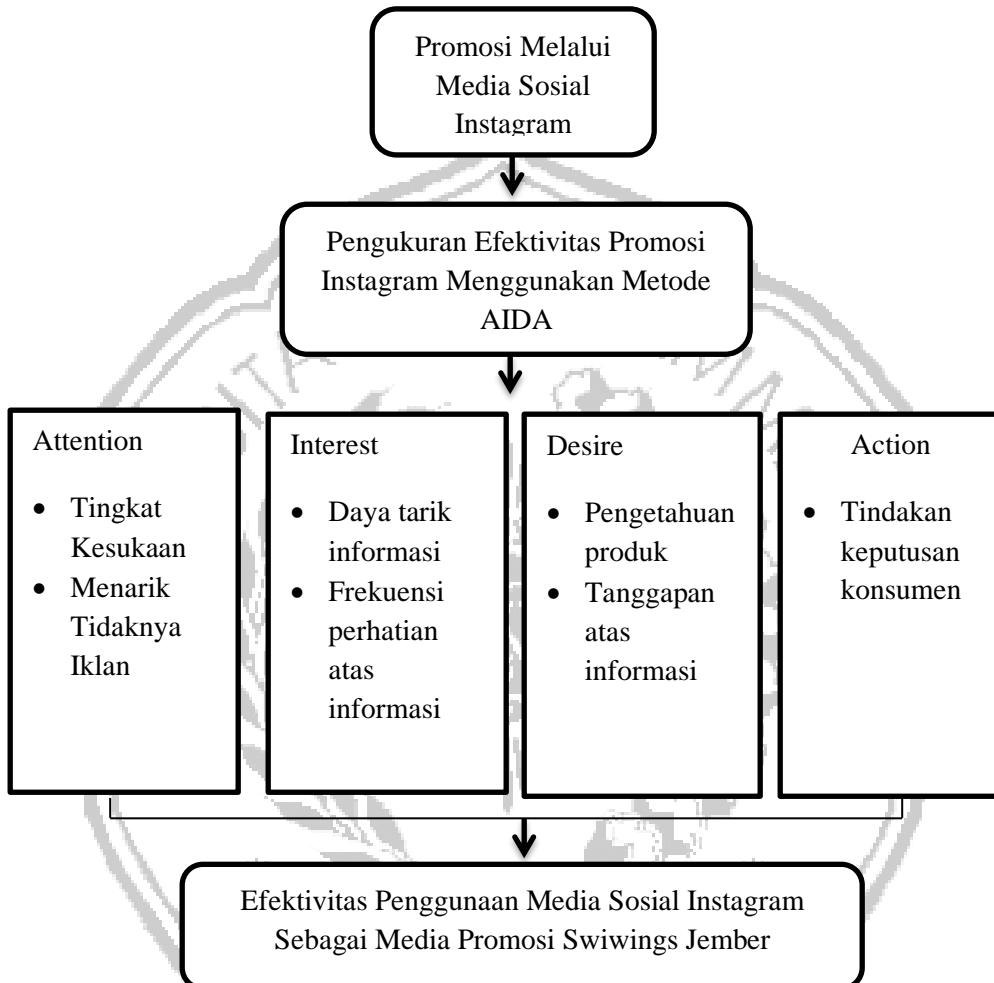 Promosi Melalui
Media Sosial
Instagram
Pengukuran Efektivitas Promosi
Instagram Menggunakan Metode
AIDA
Attention
• Tingkat
Kesukaan
• Menarik
Tidaknya
Iklan
Interest
• Daya tarik
informasi
• Frekuensi
perhatian
atas
informasi
Desire
• Pengetahuan
produk
• Tanggapan
atas
informasi
Action
• Tindakan
keputusan
konsumen
Efektivitas Penggunaan Media Sosial Instagram
Sebagai Media Promosi Swiwings Jember